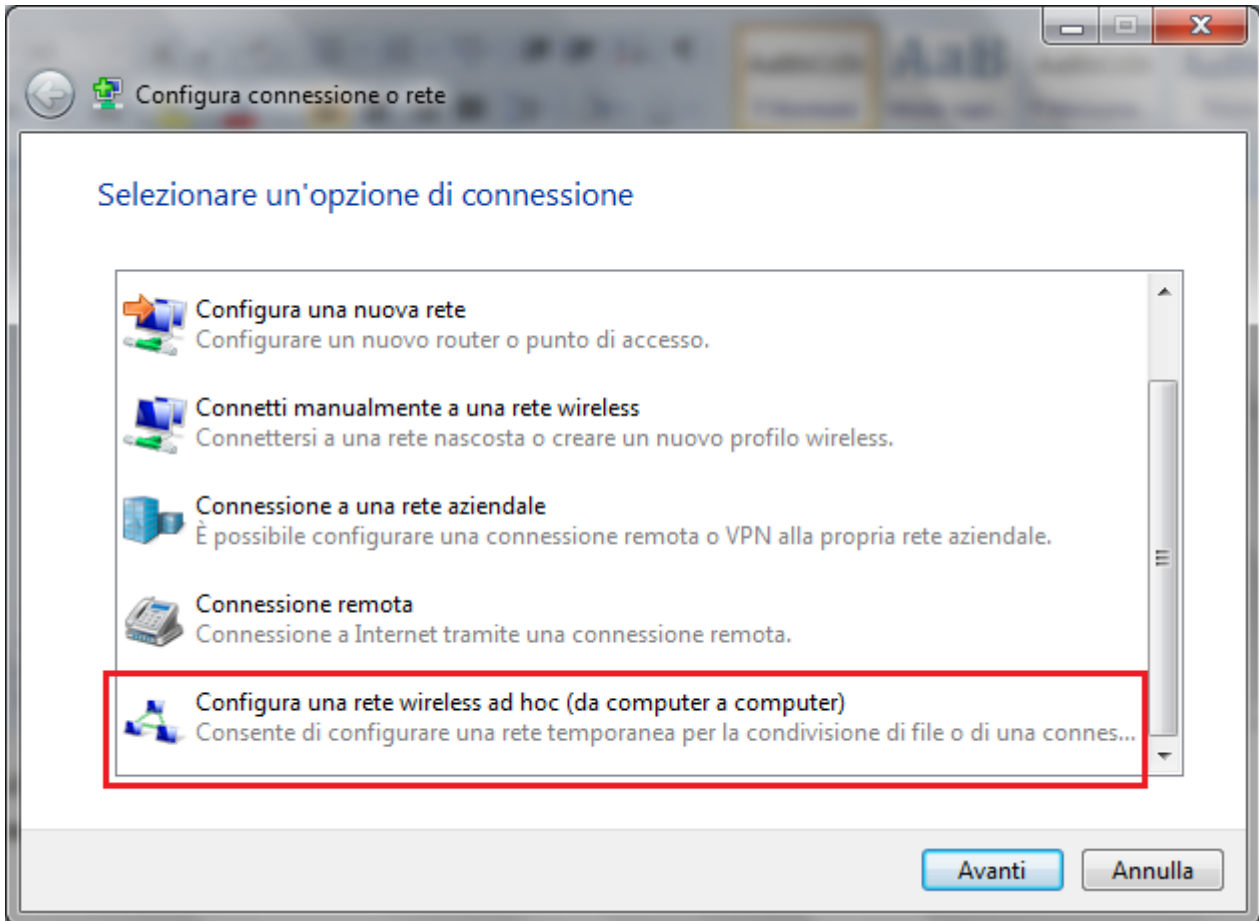 Configura connessione o rete
Selezionare un'opzione di connessione
Configura una nuova rete
Configurare un nuovo router o punto di accesso.
Connetti manualmente a una rete wireless
Connettersi a una rete nascosta o creare un nuovo profilo wireless.
Connessione a una rete aziendale
È possibile configurare una connessione remota o VPN alla propria rete aziendale.
Connessione remota
Connessione a Internet tramite una connessione remota.
Configura una rete wireless ad hoc (da computer a computer)
Consente di configurare una rete temporanea per la condivisione di file o di una connes...
Avanti
Annulla